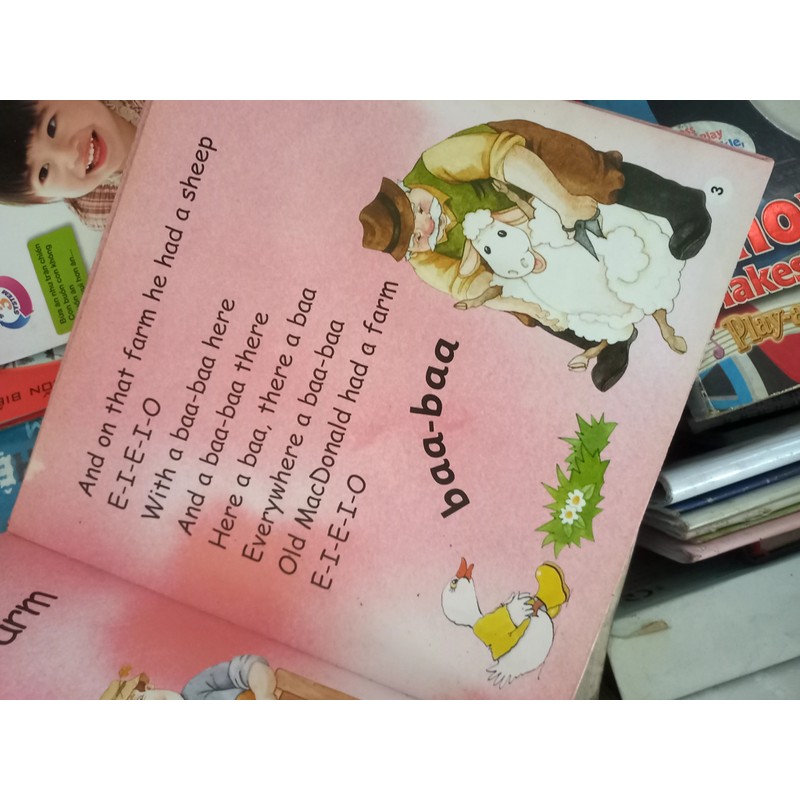 And on that farm he had a sheep
E-I-E-I-O
With a baa-baa here
And a baa-baa there
Here a baa, there a baa
Everywhere a baa-baa
Old MacDonald had a farm
E-I-E-I-O
baa-baa
3
Play-a